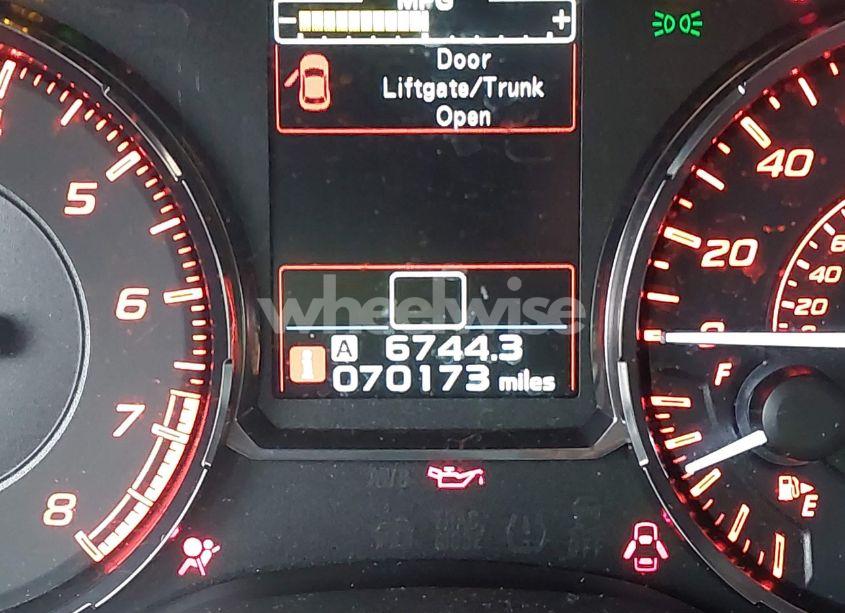 MPG
- +
Door
Liftgate/Trunk
Open
5
6
7
8
40
20
0
60
40
20
0
wheelwise
i A 6744.3
070173 miles
F
E